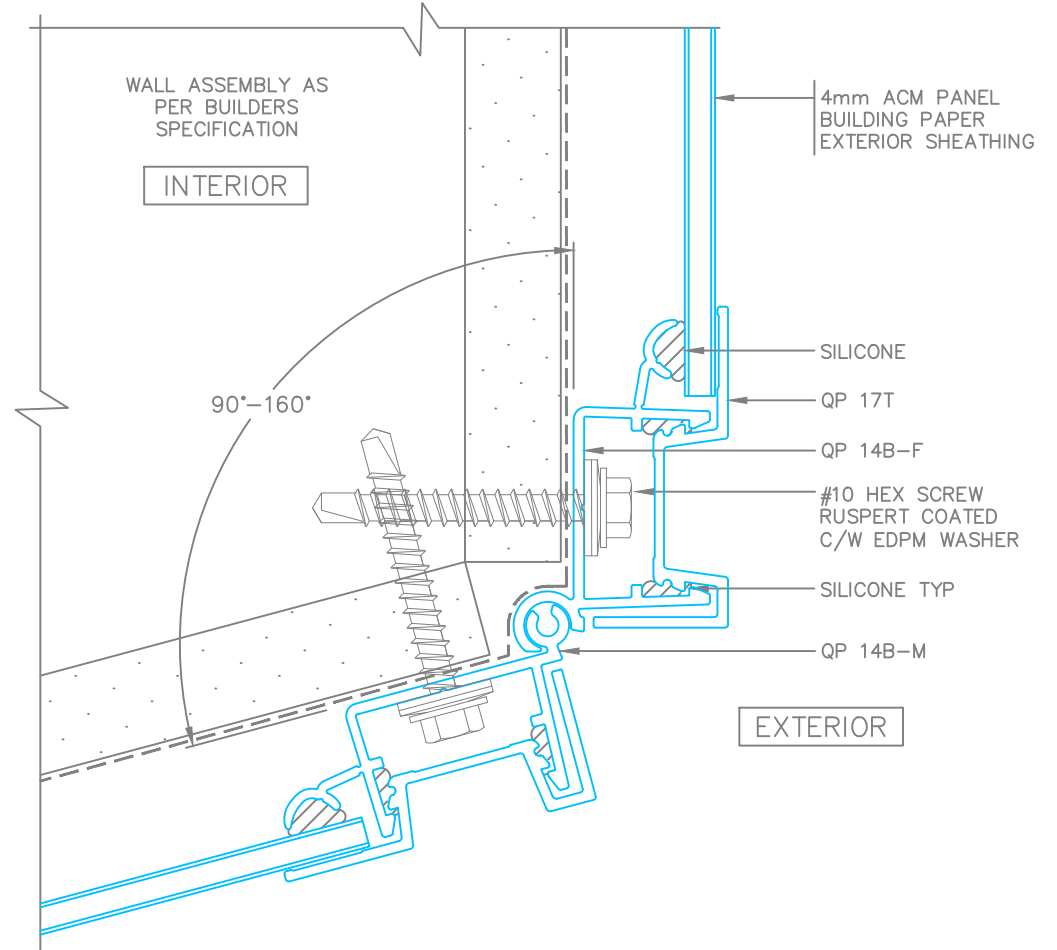 WALL ASSEMBLY AS
PER BUILDERS
SPECIFICATION
INTERIOR
4mm ACM PANEL
BUILDING PAPER
EXTERIOR SHEATHING
90°-160°
SILICONE
QP 17T
QP 14B-F
#10 HEX SCREW
RUSPERT COATED
C/W EDPM WASHER
SILICONE TYP
QP 14B-M
EXTERIOR